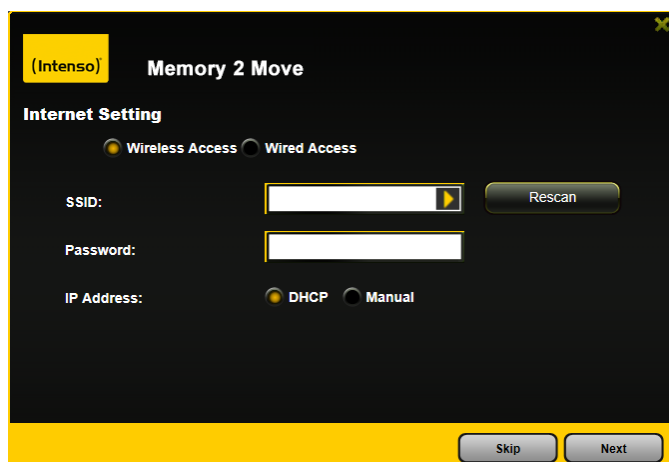 (Intenso)
Memory 2 Move
Internet Setting
Wireless Access Wired Access
SSID: Rescan
Password:
IP Address: DHCP Manual
Skip Next